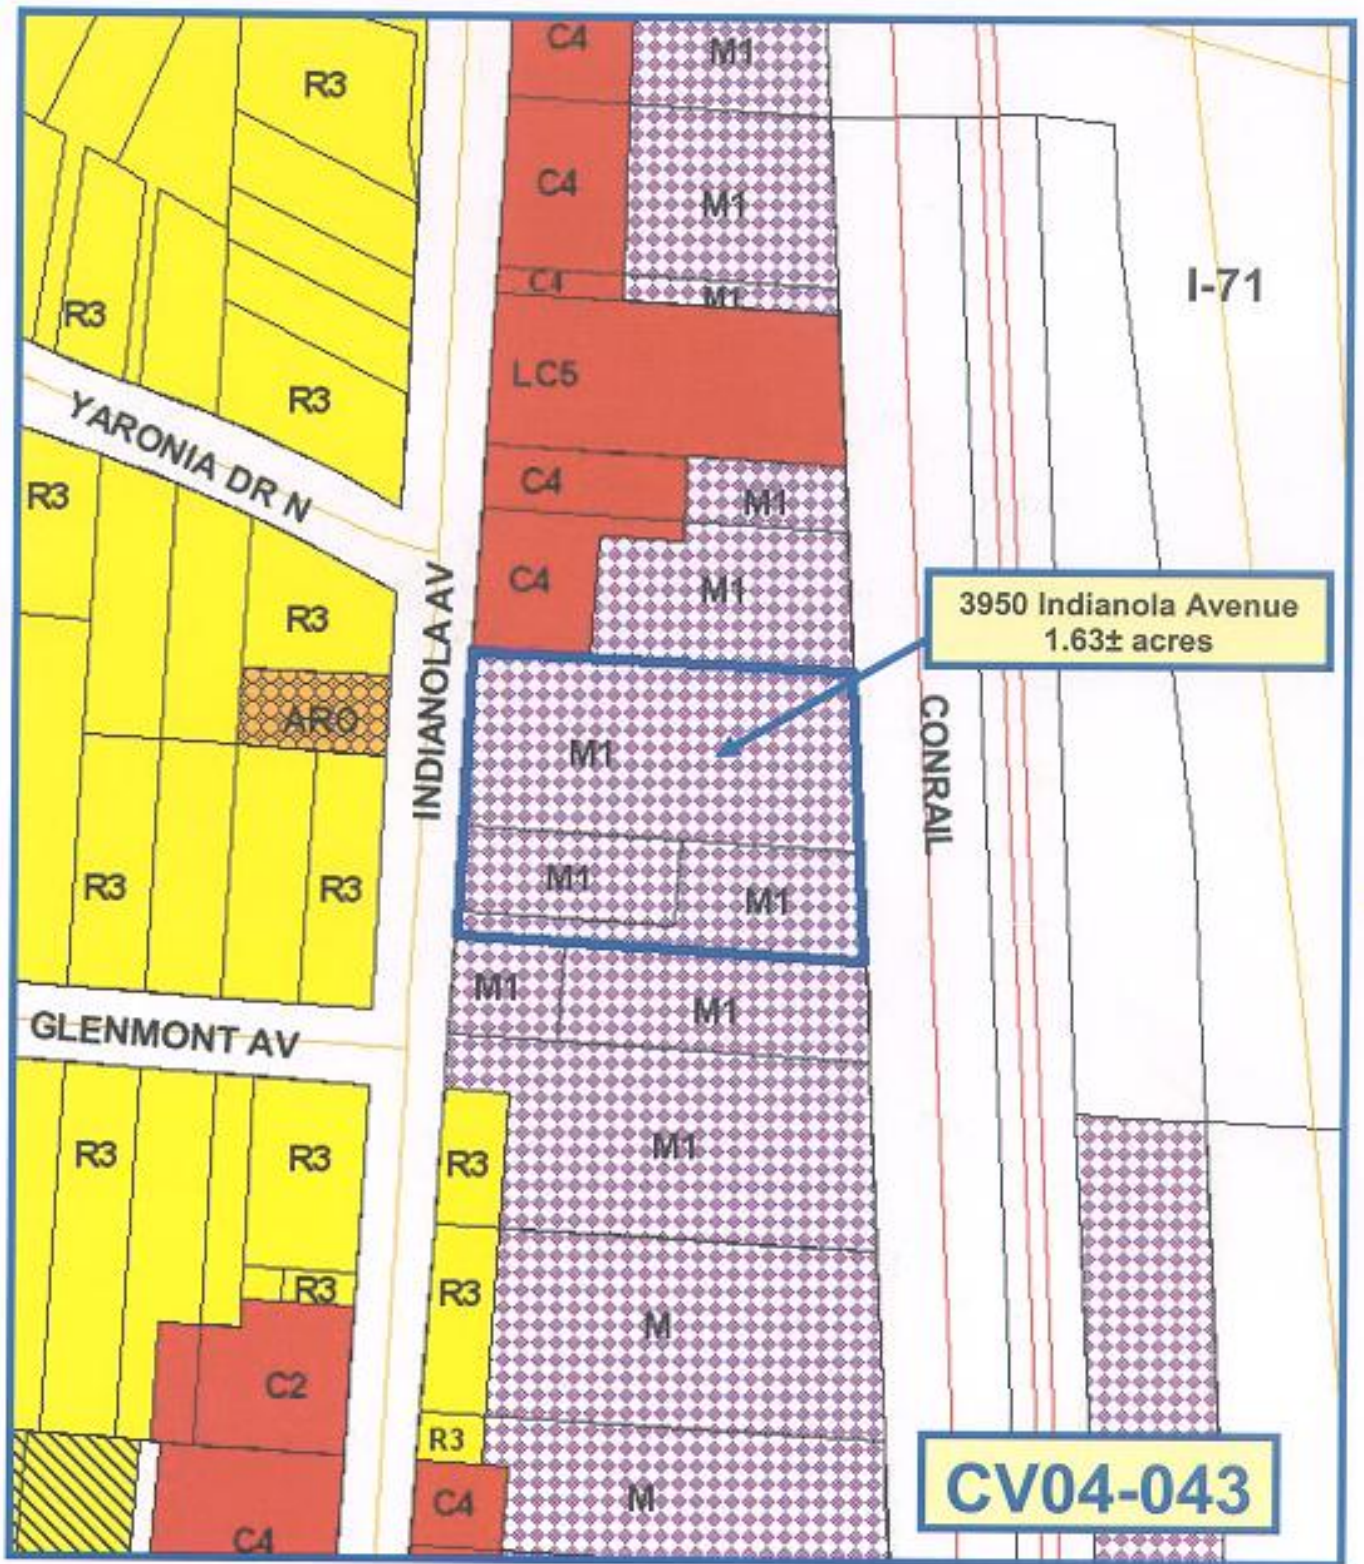 C4
M1
R3
C4
M1
I-71
C4
M1
R3
LC5
R3
YARONIA DR N
C4
R3
M1
C4
M1
3950 Indianola Avenue
1.63± acres
R3
INDIANOLA AV
ARO
M1
CONRAIL
R3
R3
M1
M1
M1
M1
GLENMONT AV
R3
R3
R3
M1
R3
R3
M
C2
R3
CV04-043
C4
M
C4